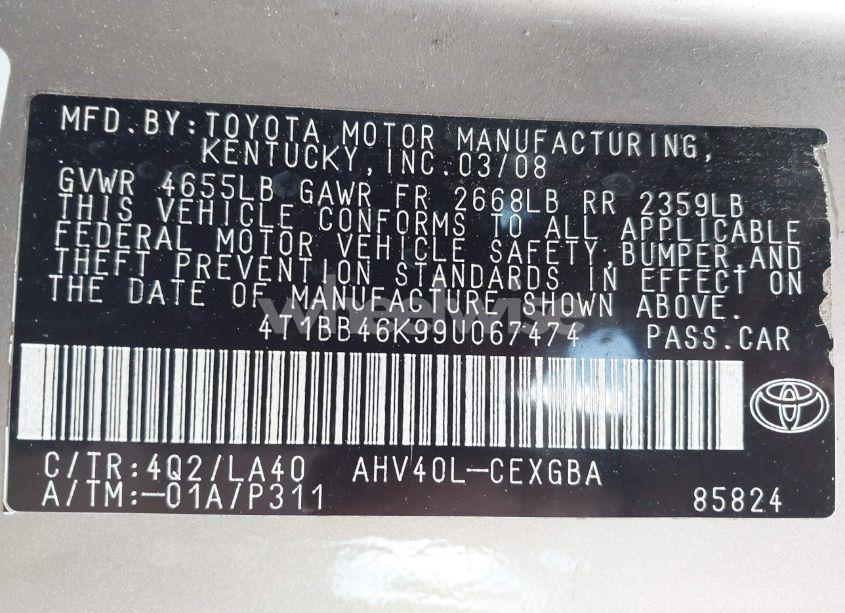 MFD.BY:TOYOTA MOTOR MANUFACTURING,
KENTUCKY,INC.03/08
GVWR 4655LB GAWR FR 2668LB RR 2359LB
THIS VEHICLE CONFORMS TO ALL APPLICABLE
FEDERAL MOTOR VEHICLE SAFETY,BUMPER,AND
THEFT PREVENTION STANDARDS IN EFFECT ON
THE DATE OF MANUFACTURE SHOWN ABOVE.
4T1BB46K99U067474 PASS.CAR
C/TR:4Q2/LA40 AHV40L-CEXGBA
A/TM:-01A/P311 85824